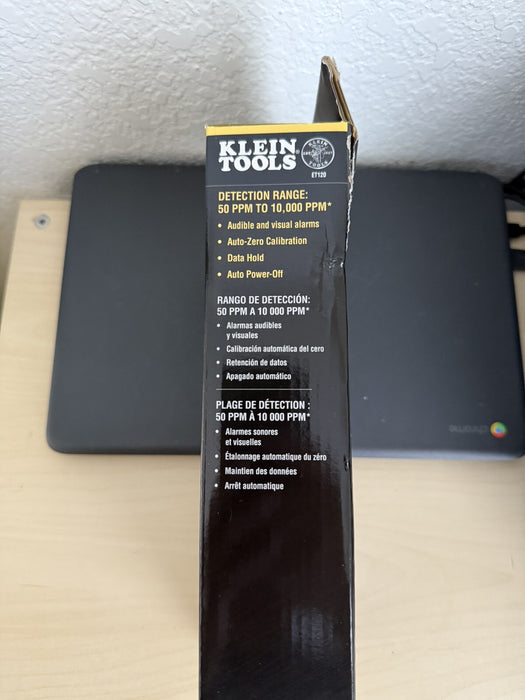 KLEIN
TOOLS®
KLEIN
TOOLS
ET120
DETECTION RANGE:
50 PPM TO 10,000 PPM*
• Audible and visual alarms
• Auto-Zero Calibration
• Data Hold
• Auto Power-Off
RANGO DE DETECCIÓN:
50 PPM A 10 000 PPM*
• Alarmas audibles
y visuales
• Calibración automática del cero
• Retención de datos
• Apagado automático
PLAGE DE DÉTECTION :
50 PPM À 10 000 PPM*
• Alarmes sonores
et visuelles
• Étalonnage automatique du zéro
• Maintien des données
• Arrêt automatique
chrome